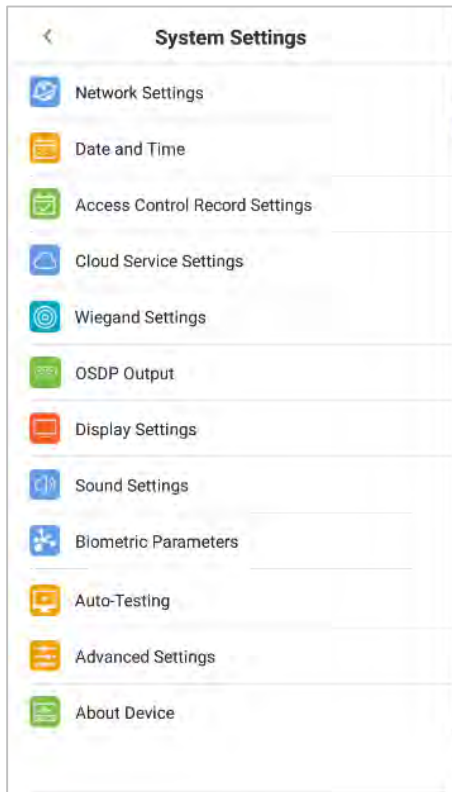 System Settings
Network Settings
Date and Time
Access Control Record Settings
Cloud Service Settings
Wiegand Settings
OSDP Output
Display Settings
Sound Settings
Biometric Parameters
Auto-Testing
Advanced Settings
About Device